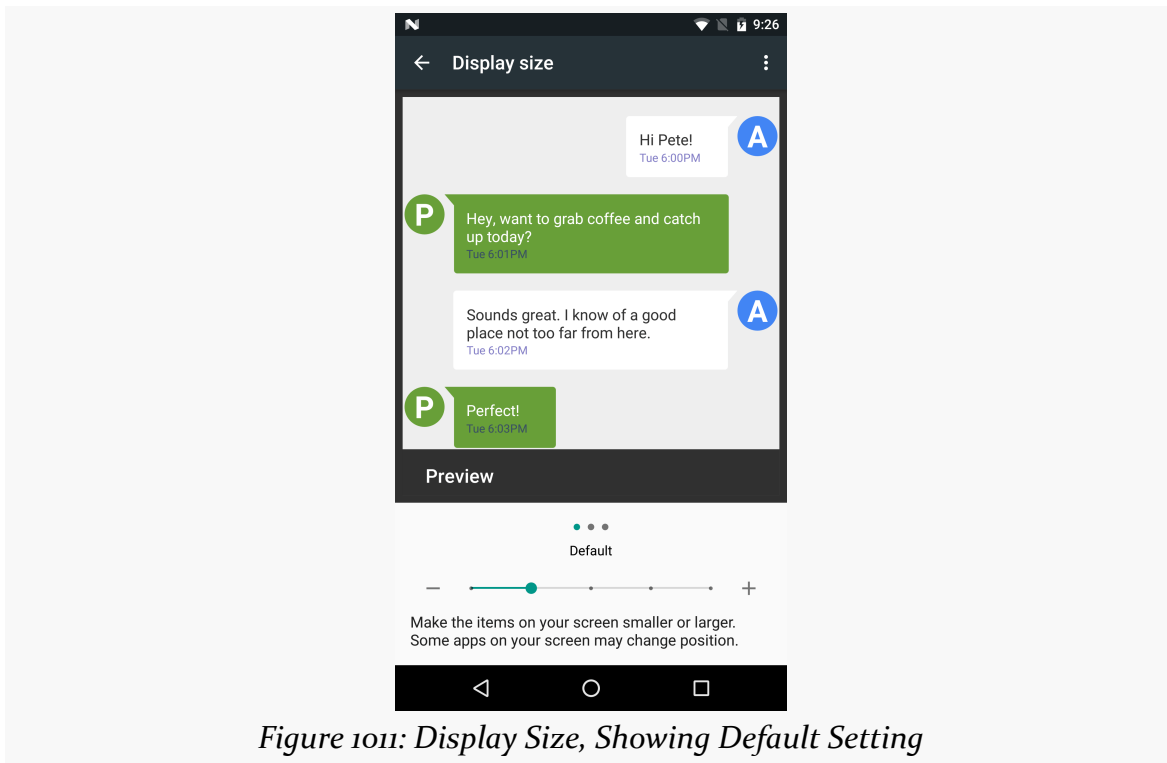 9:26
Display size
Hi Pete!
Tue 6:00PM
A
P
Hey, want to grab coffee and catch
up today?
Tue 6:01PM
Sounds great. I know of a good
place not too far from here.
Tue 6:02PM
A
P
Perfect!
Tue 6:03PM
Preview
Default
Make the items on your screen smaller or larger.
Some apps on your screen may change position.
Figure 1011: Display Size, Showing Default Setting